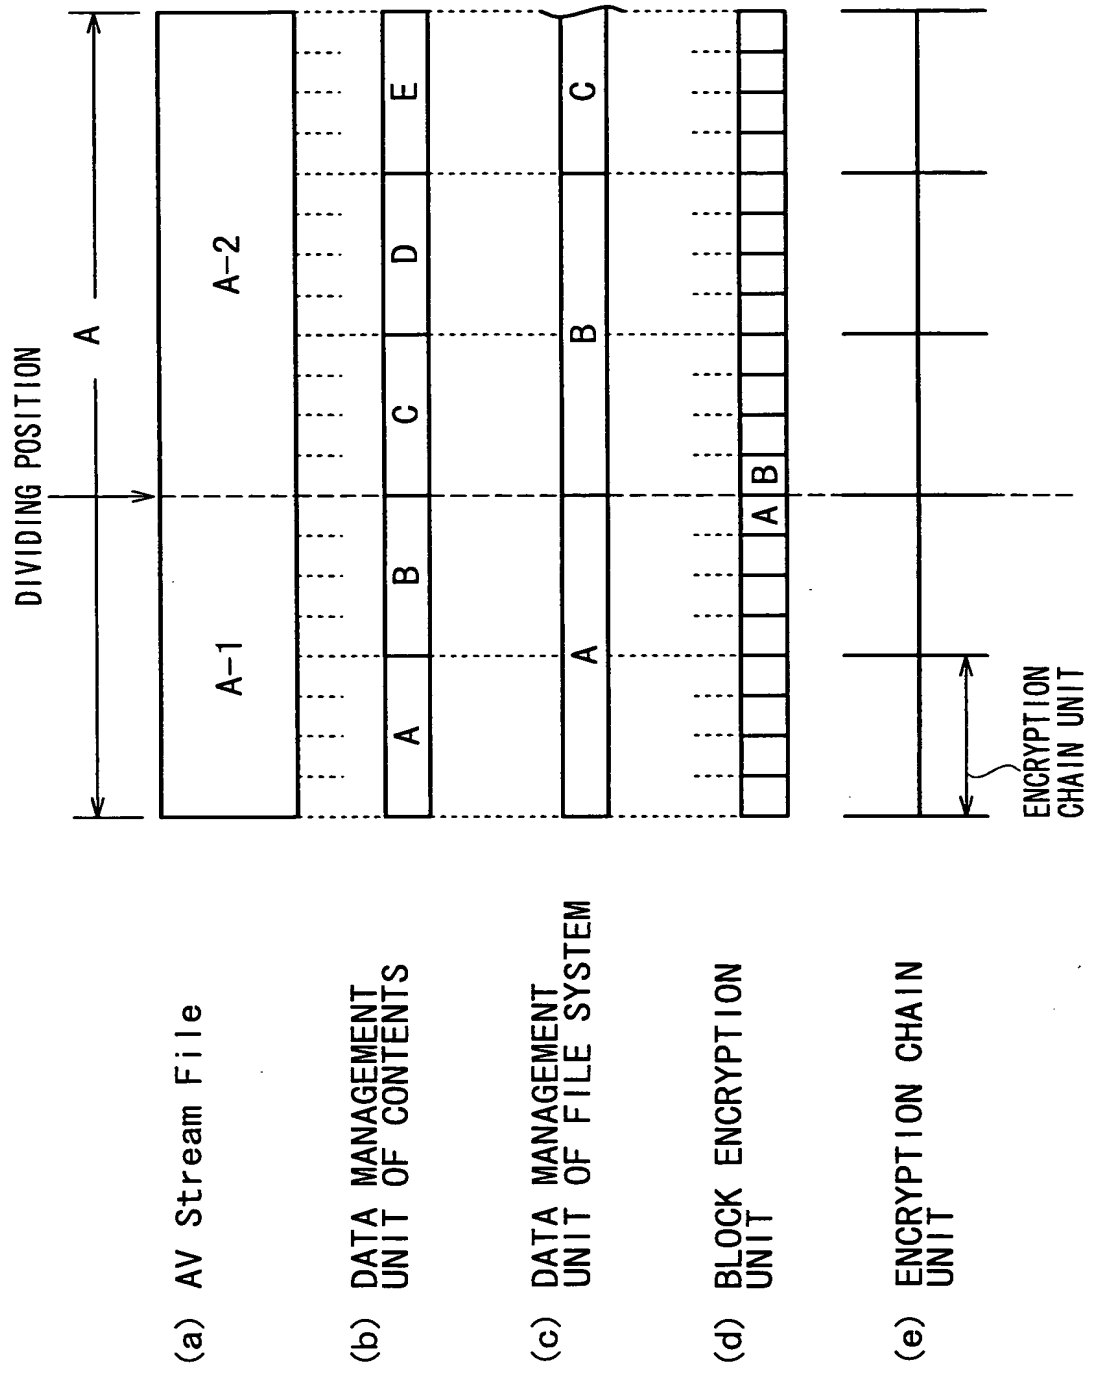 DIVIDING POSITION
A
(a) AV Stream File
A-1
A-2
(b) DATA MANAGEMENT
UNIT OF CONTENTS
A
B
C
D
E
(c) DATA MANAGEMENT
UNIT OF FILE SYSTEM
A
B
C
(d) BLOCK ENCRYPTION
UNIT
A
B
(e) ENCRYPTION CHAIN
UNIT
ENCRYPTION
CHAIN UNIT